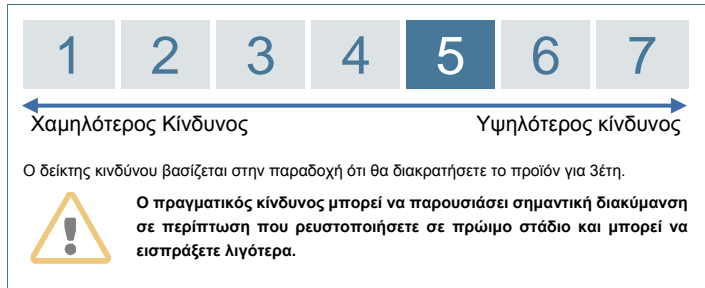 1 2 3 4 5 6 7
Χαμηλότερος Κίνδυνος Υψηλότερος κίνδυνος
Ο δείκτης κινδύνου βασίζεται στην παραδοχή ότι θα διακρατήσετε το προϊόν για 3έτη.
Ο πραγματικός κίνδυνος μπορεί να παρουσιάσει σημαντική διακύμανση
σε περίπτωση που ρευστοποιήσετε σε πρώιμο στάδιο και μπορεί να
εισπράξετε λιγότερα.